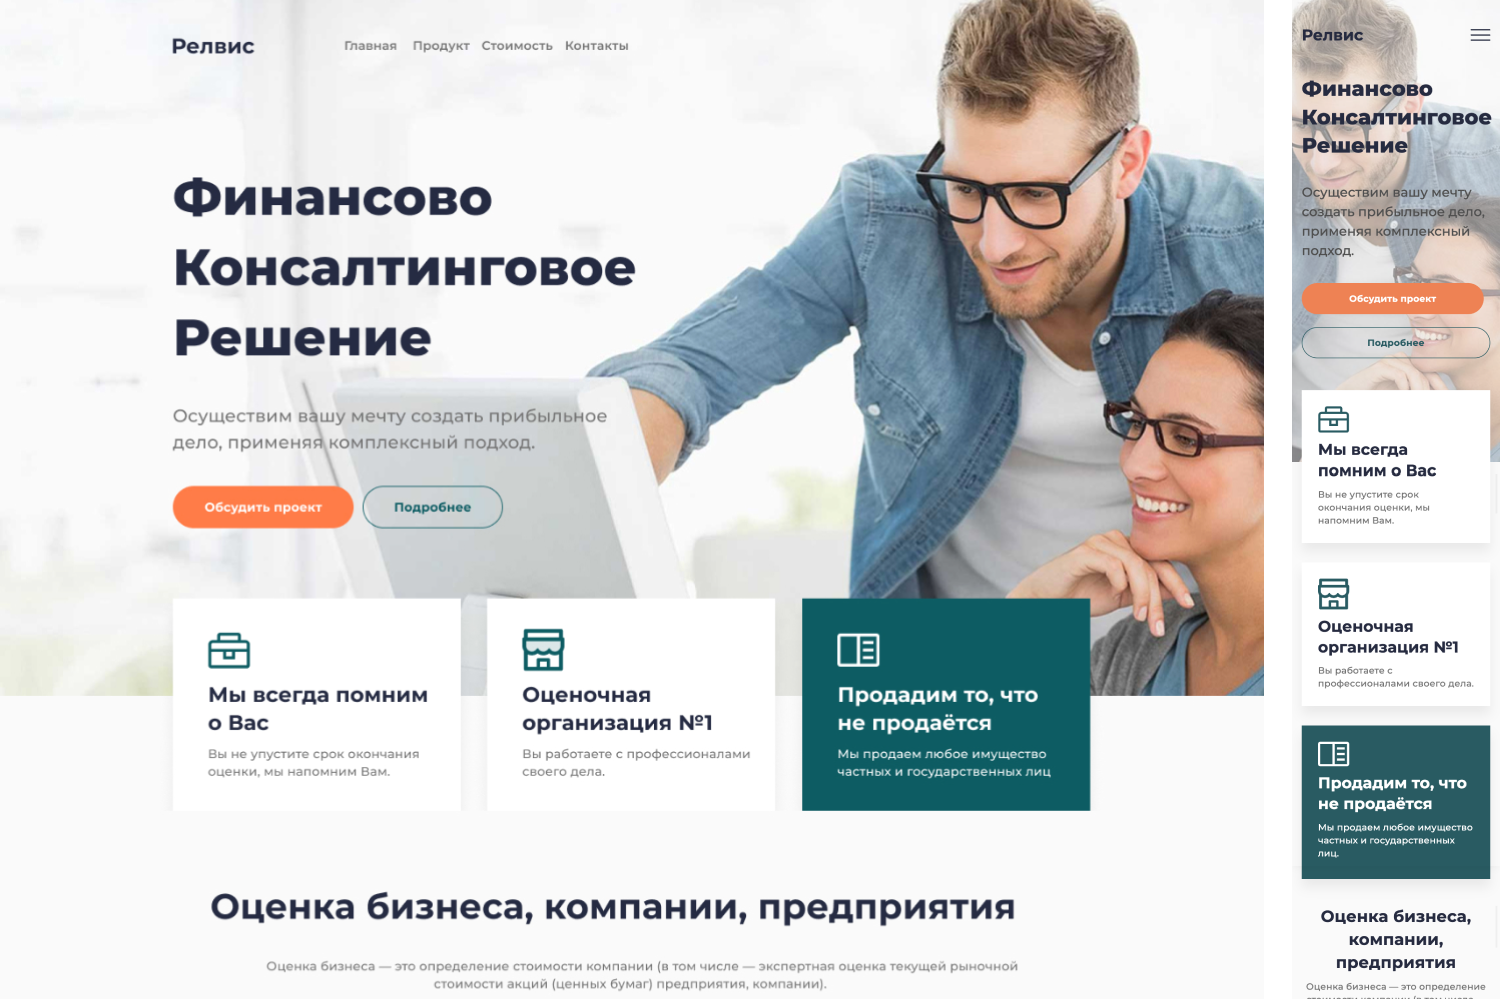 Релвис
Главная Продукт Стоимость Контакты
Финансово
Консалтинговое
Решение
Осуществим вашу мечту создать прибыльное
дело, применяя комплексный подход.
Обсудить проект
Подробнее
Мы всегда помним
о Вас
Вы не упустите срок окончания
оценки, мы напомним Вам.
Оценочная
организация №1
Вы работаете с профессионалами
своего дела.
Продадим то, что
не продаётся
Мы продаем любое имущество
частных и государственных лиц
Оценка бизнеса, компании, предприятия
Оценка бизнеса — это определение стоимости компании (в том числе — экспертная оценка текущей рыночной
стоимости акций (ценных бумаг) предприятия, компании).
Релвис
Финансово
Консалтинговое
Решение
Осуществим вашу мечту
создать прибыльное дело,
применяя комплексный
подход.
Обсудить проект
Подробнее
Мы всегда
помним о Вас
Вы не упустите срок
окончания оценки, мы
напомним Вам.
Оценочная
организация №1
Вы работаете с
профессионалами своего дела.
Продадим то, что
не продаётся
Мы продаем любое имущество
частных и государственных
лиц.
Оценка бизнеса,
компании,
предприятия
Оценка бизнеса — это определение